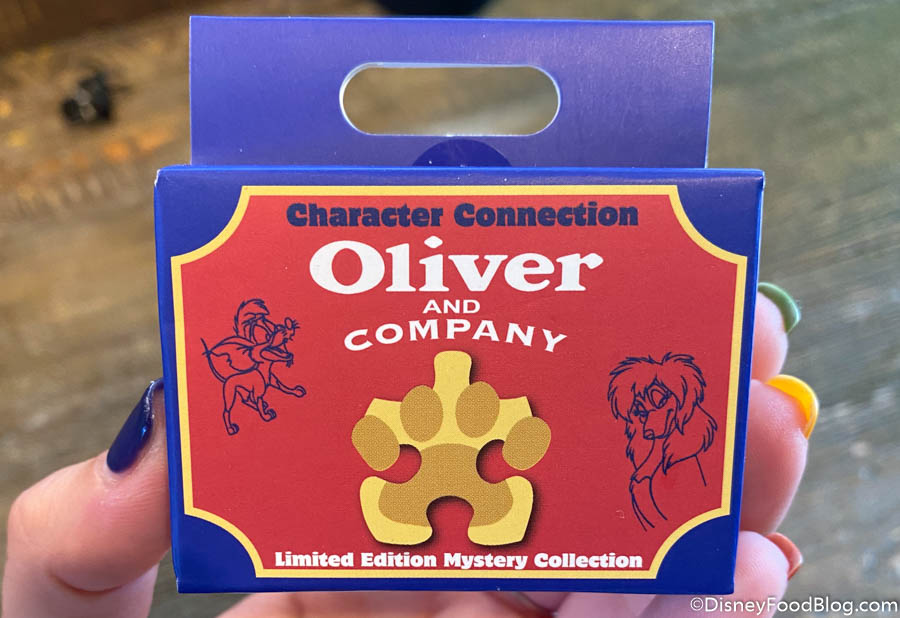 Character Connection
Oliver
AND
COMPANY
Limited Edition Mystery Collection
©DisneyFoodBlog.com